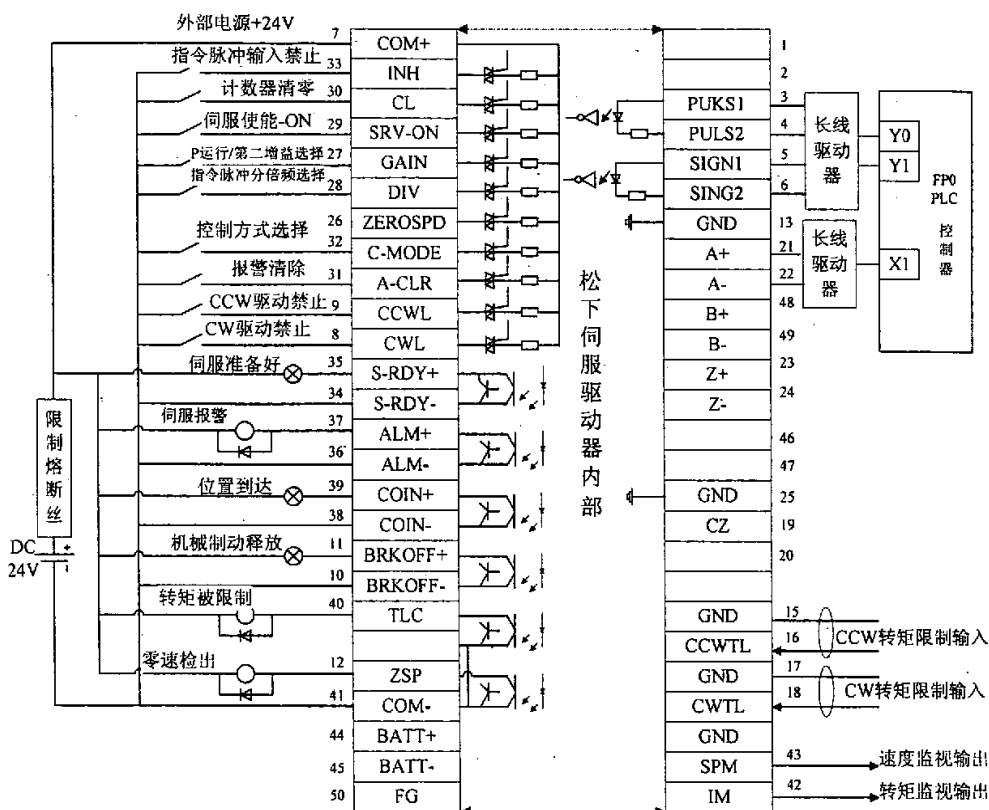 外部电源+24V
7
COM+
指令脉冲输入禁止
33
INH
计数器清零
30
CL
伺服使能-ON
29
SRV-ON
P运行/第二增益选择
27
GAIN
指令脉冲分倍频选择
28
DIV
26
ZEROSPD
控制方式选择
32
C-MODE
报警清除
31
A-CLR
CCW驱动禁止
9
CCWL
CW驱动禁止
8
CWL
伺服准备好
35
S-RDY+
34
S-RDY-
伺服报警
37
ALM+
36
ALM-
位置到达
39
COIN+
38
COIN-
机械制动释放
11
BRKOFF+
10
BRKOFF-
转矩被限制
40
TLC
零速检出
12
ZSP
41
COM-
44
BATT+
45
BATT-
50
FG
限制熔断丝
DC
24V
+
松下伺服驱动器内部
1
2
PUKS1
3
PULS2
4
SIGN1
5
SING2
6
GND
13
A+
21
A-
22
B+
48
B-
49
Z+
23
Z-
24
46
47
GND
25
CZ
19
20
GND
15
CCWTL
16
CCW转矩限制输入
GND
17
CWTL
18
CW转矩限制输入
GND
SPM
43
速度监视输出
IM
42
转矩监视输出
长线驱动器
长线驱动器
Y0
Y1
X1
FP0
PLC
控制器